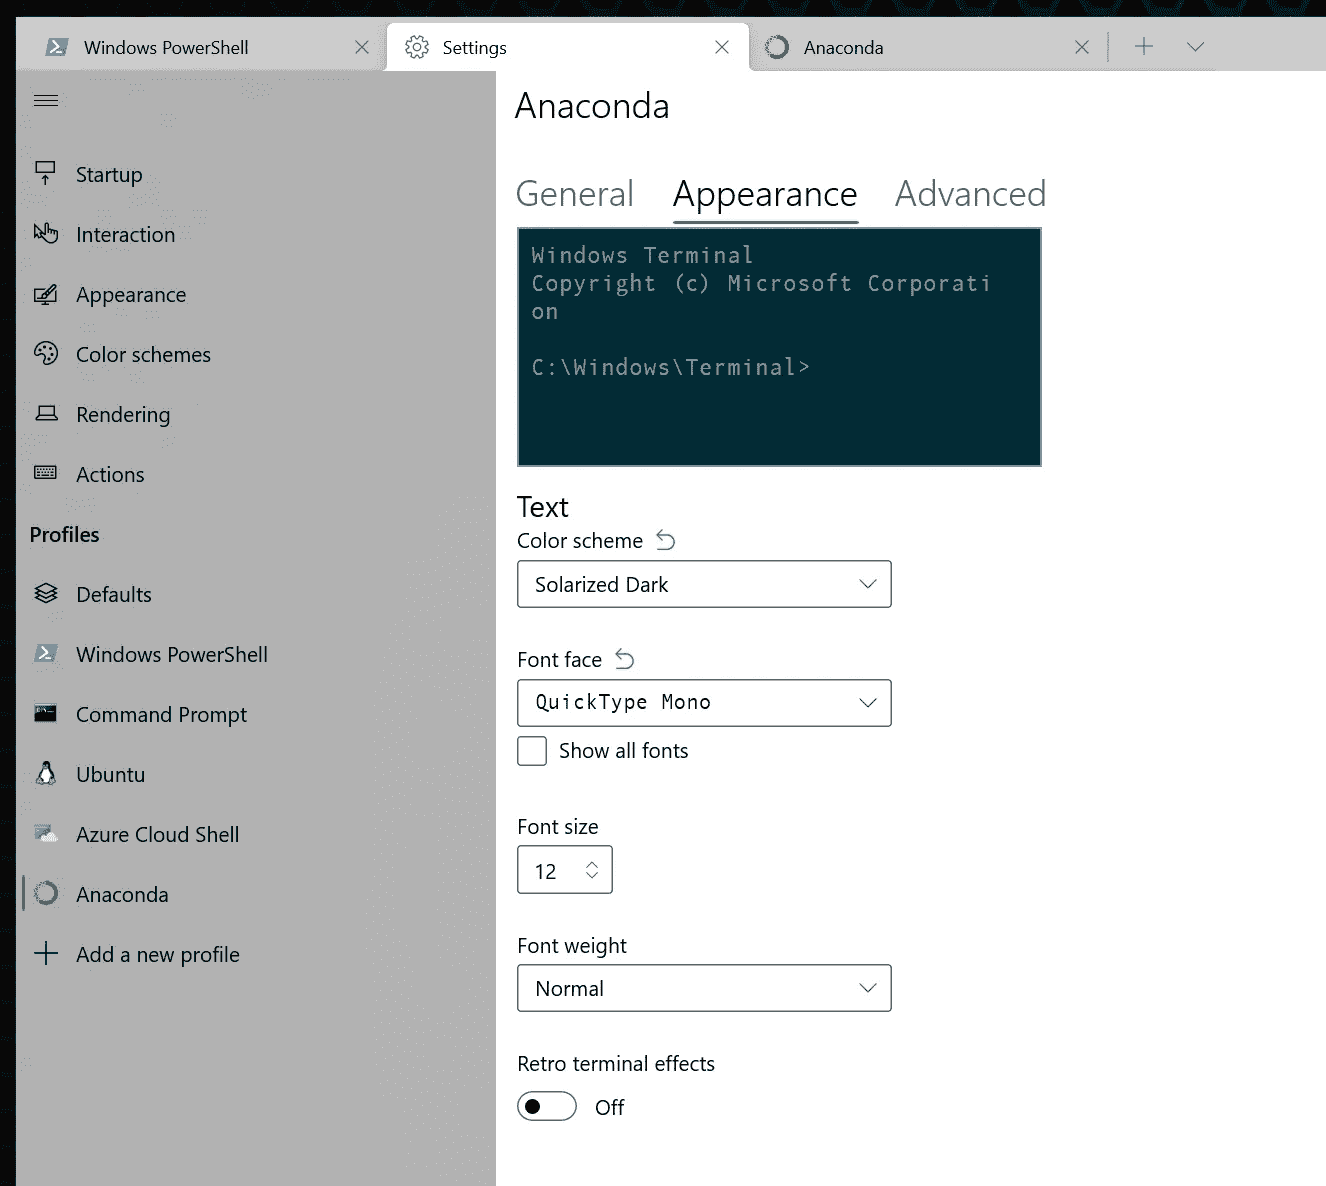 Windows PowerShell
Settings
Anaconda
Startup
Interaction
Appearance
Color schemes
Rendering
Actions
Profiles
Defaults
Windows PowerShell
Command Prompt
Ubuntu
Azure Cloud Shell
Anaconda
Add a new profile
Anaconda
General Appearance Advanced
Windows Terminal
Copyright (c) Microsoft Corporati
on
C:\Windows\Terminal>
Text
Color scheme
Solarized Dark
Font face
QuickType Mono
Show all fonts
Font size
12
Font weight
Normal
Retro terminal effects
Off